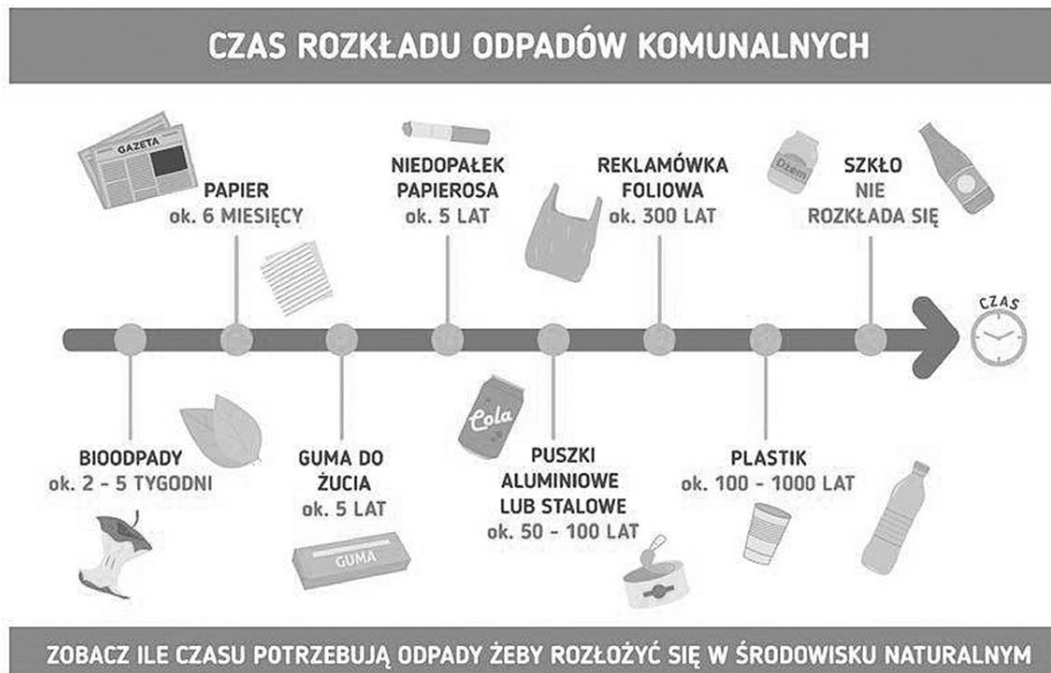 CZAS ROZKŁADU ODPADÓW KOMUNALNYCH
GAZETA
PAPIER
ok. 6 MIESIĘCY
NIEDOPAŁEK
PAPIEROSA
ok. 5 LAT
REKLAMÓWKA
FOLIOWA
ok. 300 LAT
Dżem
SZKŁO
NIE
ROZKŁADA SIĘ
CZAS
BIOODPADY
ok. 2 - 5 TYGODNI
GUMA DO
ŻUCIA
ok. 5 LAT
GUMA
Cola
PUSZKI
ALUMINIOWE
LUB STALOWE
ok. 50 - 100 LAT
PLASTIK
ok. 100 - 1000 LAT
ZOBACZ ILE CZASU POTRZEBUJĄ ODPADY ŻEBY ROZŁOŻYĆ SIĘ W ŚRODOWISKU NATURALNYM